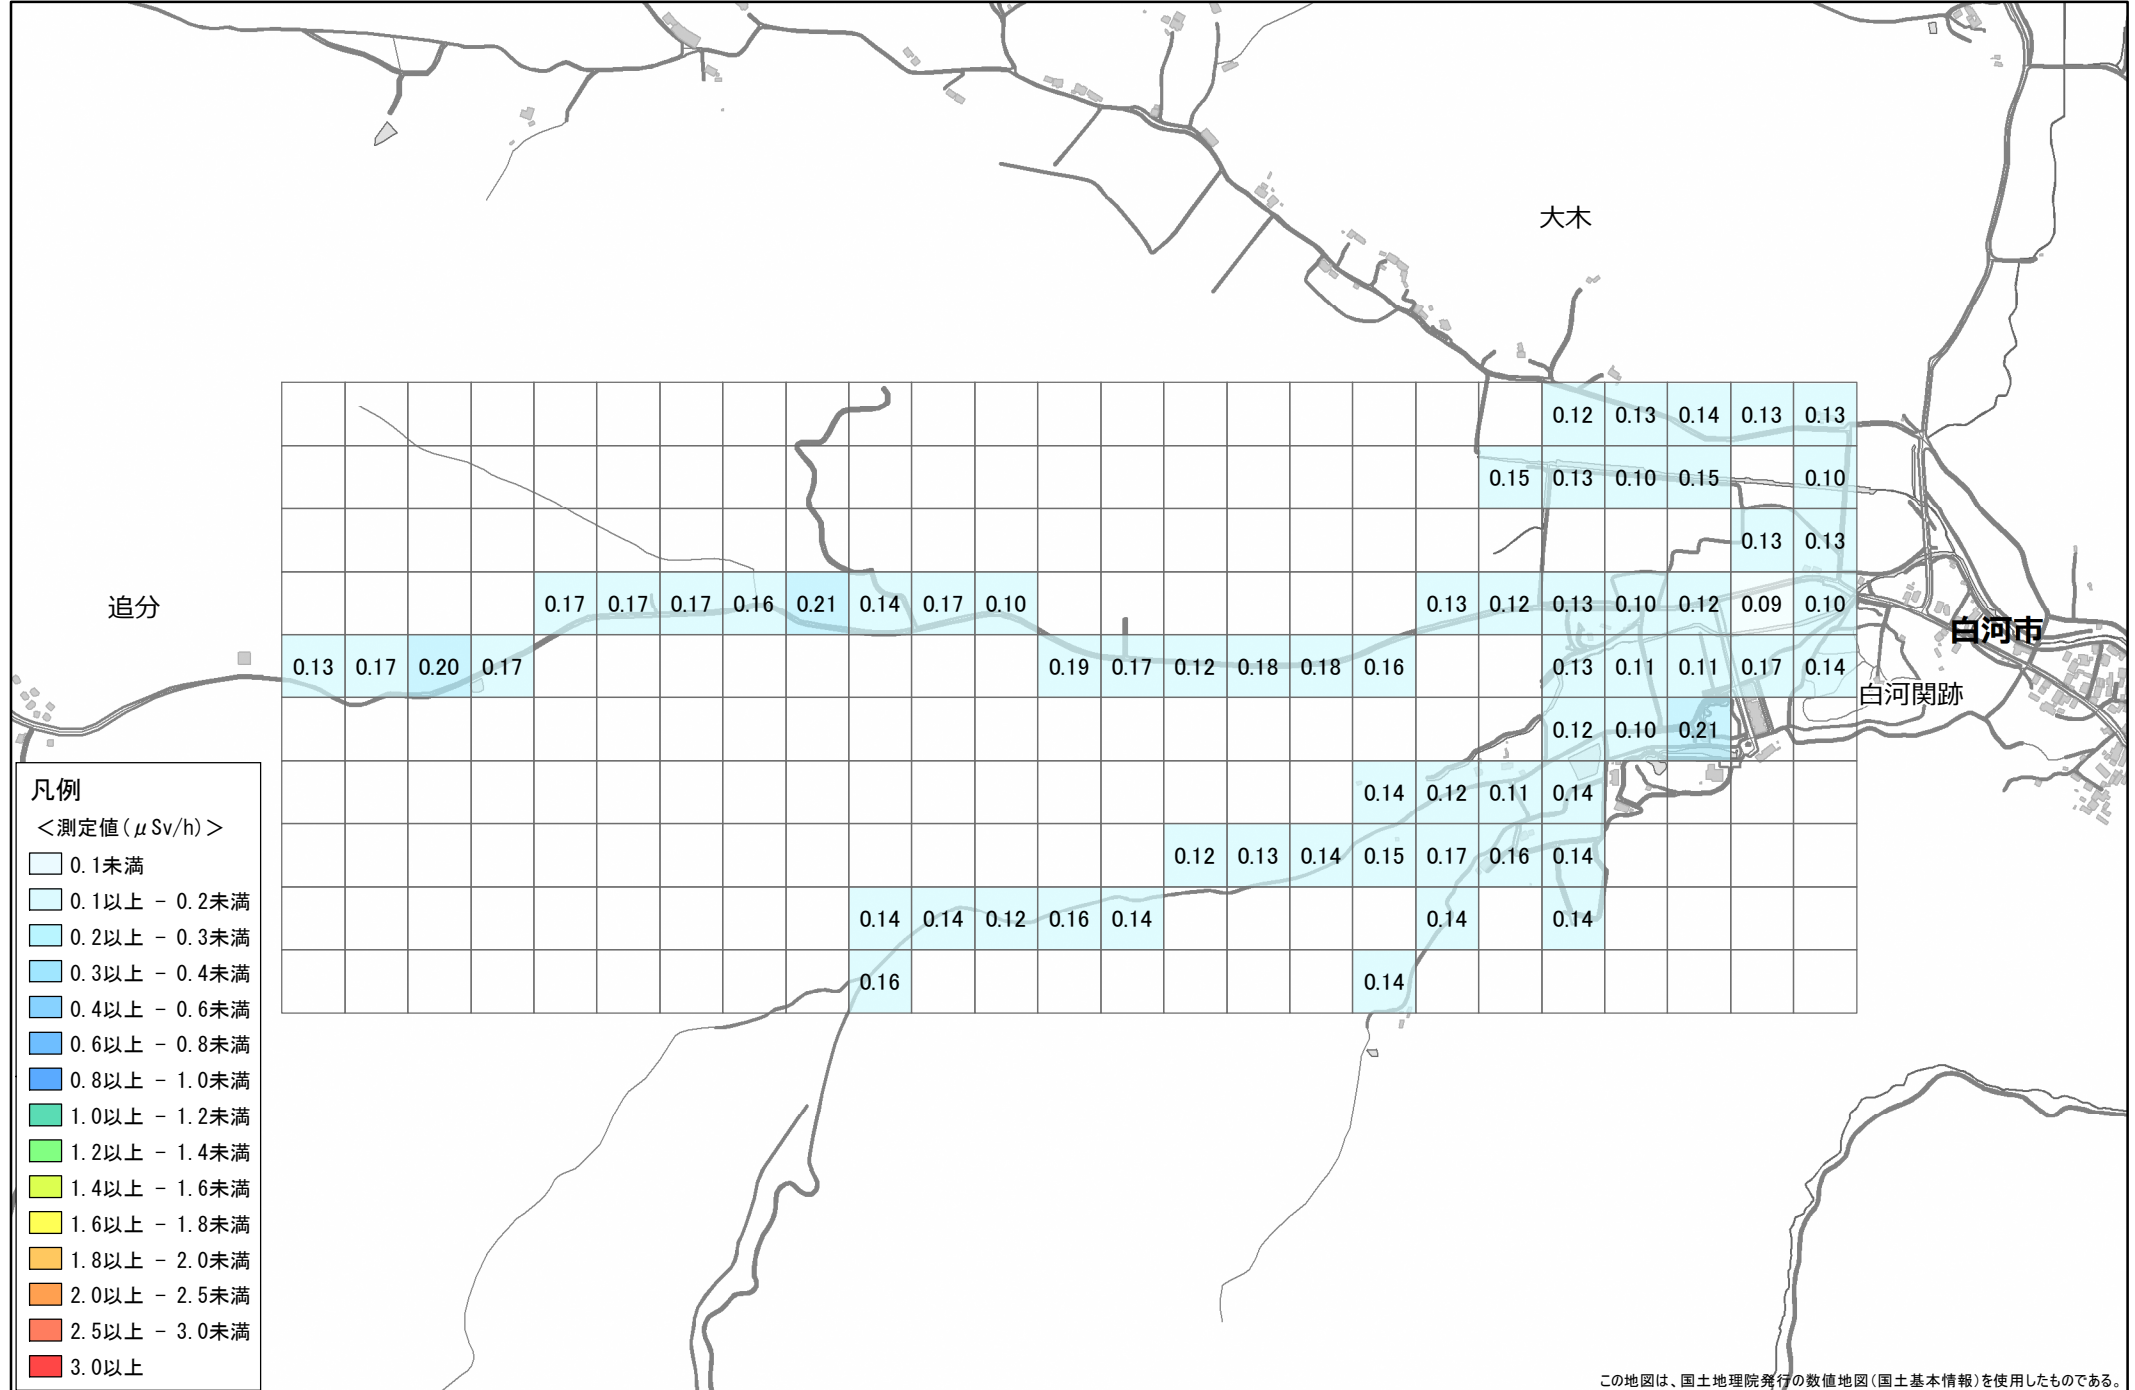 大木
0.12 0.13 0.14 0.13 0.13
0.15 0.13 0.10 0.15 0.10
0.13 0.13
追分
0.17 0.17 0.17 0.16 0.21 0.14 0.17 0.10 0.13 0.12 0.13 0.10 0.12 0.09 0.10
白河市
0.13 0.17 0.20 0.17 0.19 0.17 0.12 0.18 0.18 0.16 0.13 0.11 0.11 0.17 0.14
白河関跡
0.12 0.10 0.21
0.14 0.12 0.11 0.14
0.12 0.13 0.14 0.15 0.17 0.16 0.14
0.14 0.14 0.12 0.16 0.14 0.14 0.14
0.16 0.14
凡例
＜測定値(μSv/h)＞
0.1未満
0.1以上 - 0.2未満
0.2以上 - 0.3未満
0.3以上 - 0.4未満
0.4以上 - 0.6未満
0.6以上 - 0.8未満
0.8以上 - 1.0未満
1.0以上 - 1.2未満
1.2以上 - 1.4未満
1.4以上 - 1.6未満
1.6以上 - 1.8未満
1.8以上 - 2.0未満
2.0以上 - 2.5未満
2.5以上 - 3.0未満
3.0以上
この地図は、国土地理院発行の数値地図(国土基本情報)を使用したものである。